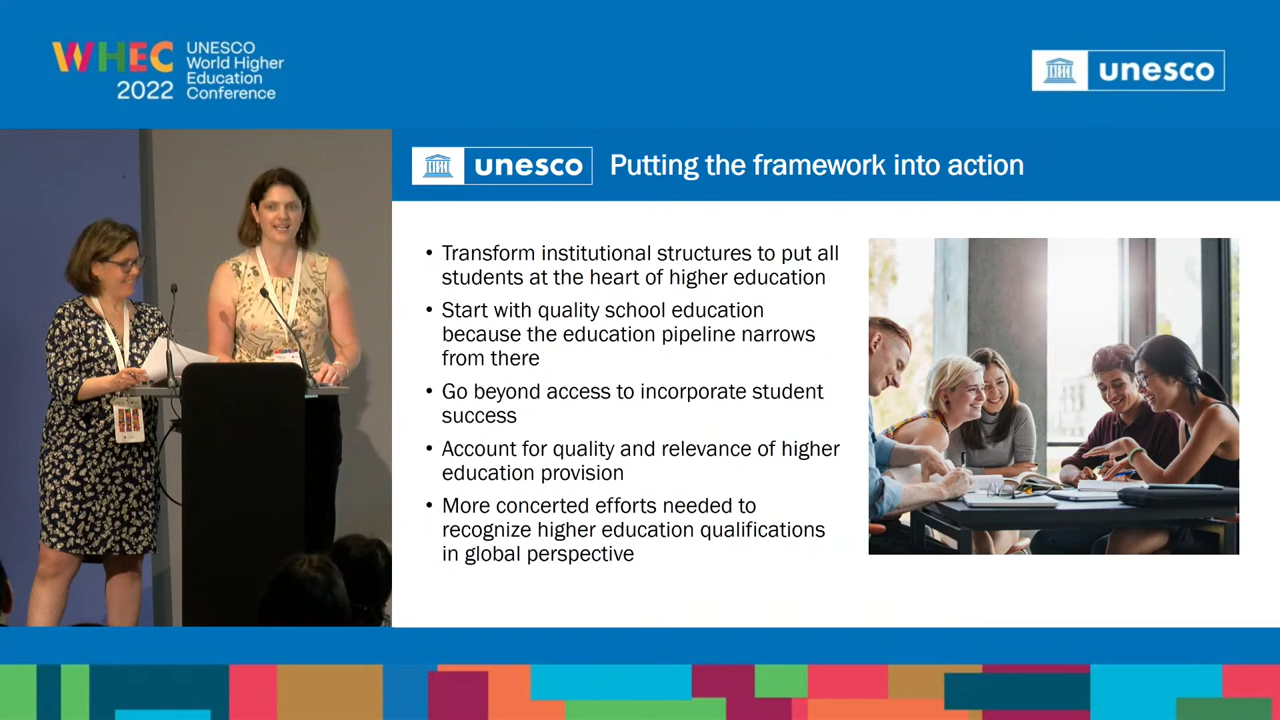 WHEC
2022
UNESCO
World Higher
Education
Conference
unesco
unesco
Putting the framework into action
• Transform institutional structures to put all
students at the heart of higher education
• Start with quality school education
because the education pipeline narrows
from there
• Go beyond access to incorporate student
success
• Account for quality and relevance of higher
education provision
• More concerted efforts needed to
recognize higher education qualifications
in global perspective